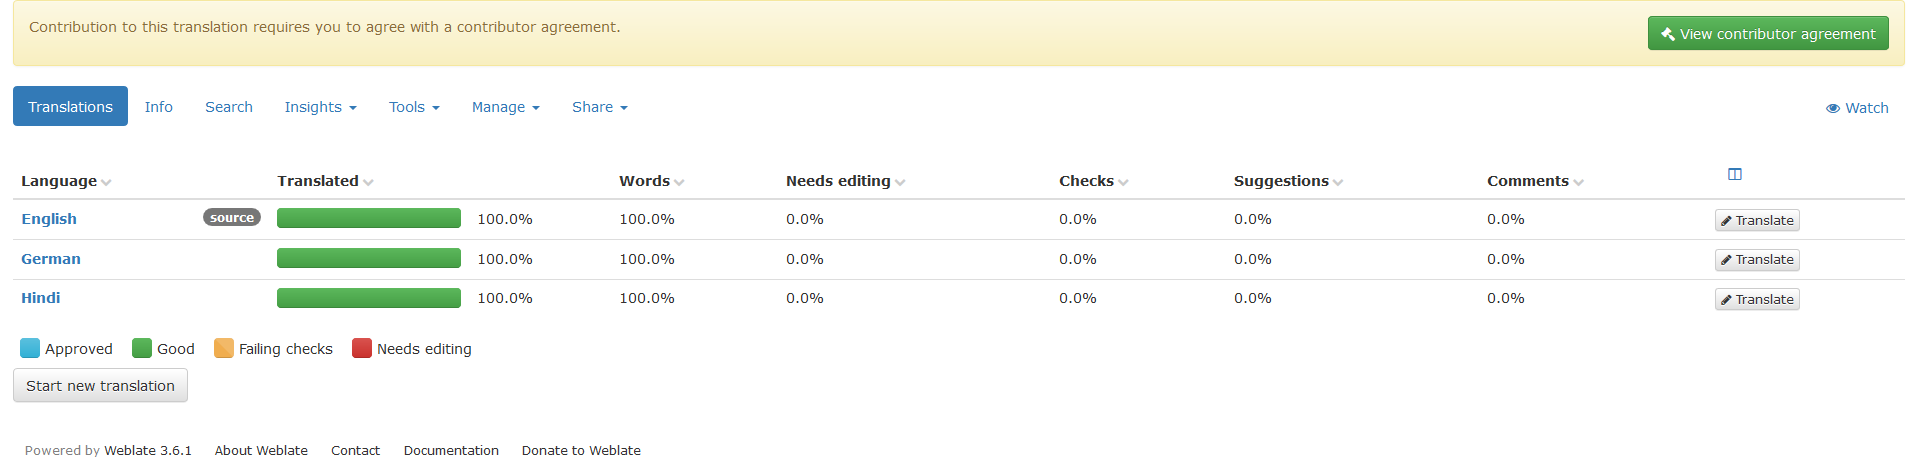 Contribution to this translation requires you to agree with a contributor agreement.
View contributor agreement
Translations Info Search Insights Tools Manage Share Watch
Language Translated Words Needs editing Checks Suggestions Comments
English source 100.0% 100.0% 0.0% 0.0% 0.0% 0.0% Translate
German 100.0% 100.0% 0.0% 0.0% 0.0% 0.0% Translate
Hindi 100.0% 100.0% 0.0% 0.0% 0.0% 0.0% Translate
Approved Good Failing checks Needs editing
Start new translation
Powered by Weblate 3.6.1 About Weblate Contact Documentation Donate to Weblate